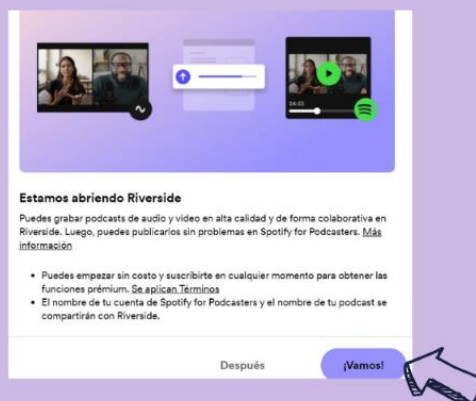 24:03
Estamos abriendo Riverside
Puedes grabar podcasts de audio y video en alta calidad y de forma colaborativa en
Riverside. Luego, puedes publicarlos sin problemas en Spotify for Podcasters. Más
información
• Puedes empezar sin costo y suscribirte en cualquier momento para obtener las
funciones prémium. Se aplican Términos
• El nombre de tu cuenta de Spotify for Podcasters y el nombre de tu podcast se
compartirán con Riverside.
Después ¡Vamos!